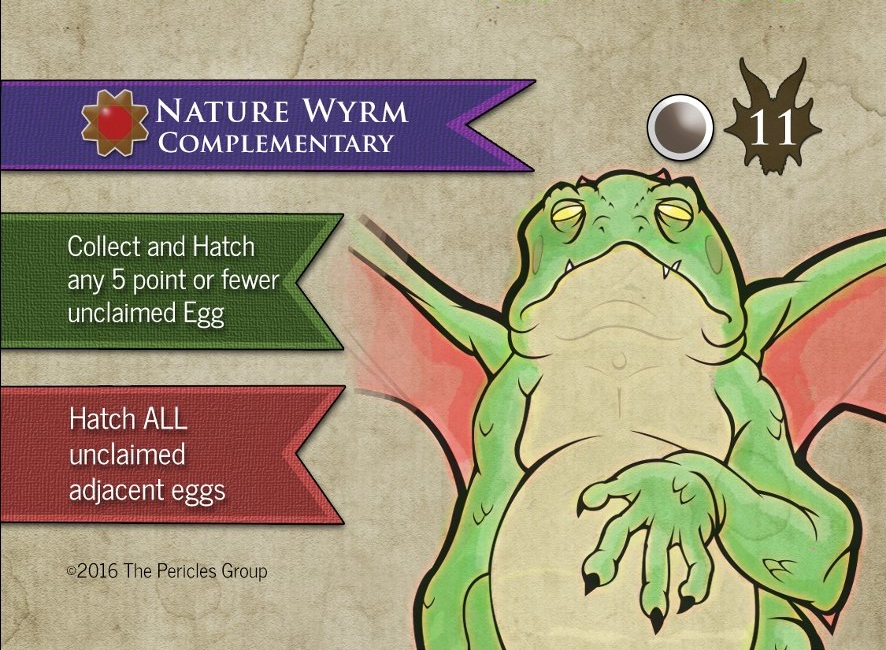 Nature Wyrm
Complementary
11
Collect and Hatch
any 5 point or fewer
unclaimed Egg
Hatch ALL
unclaimed
adjacent eggs
©2016 The Pericles Group